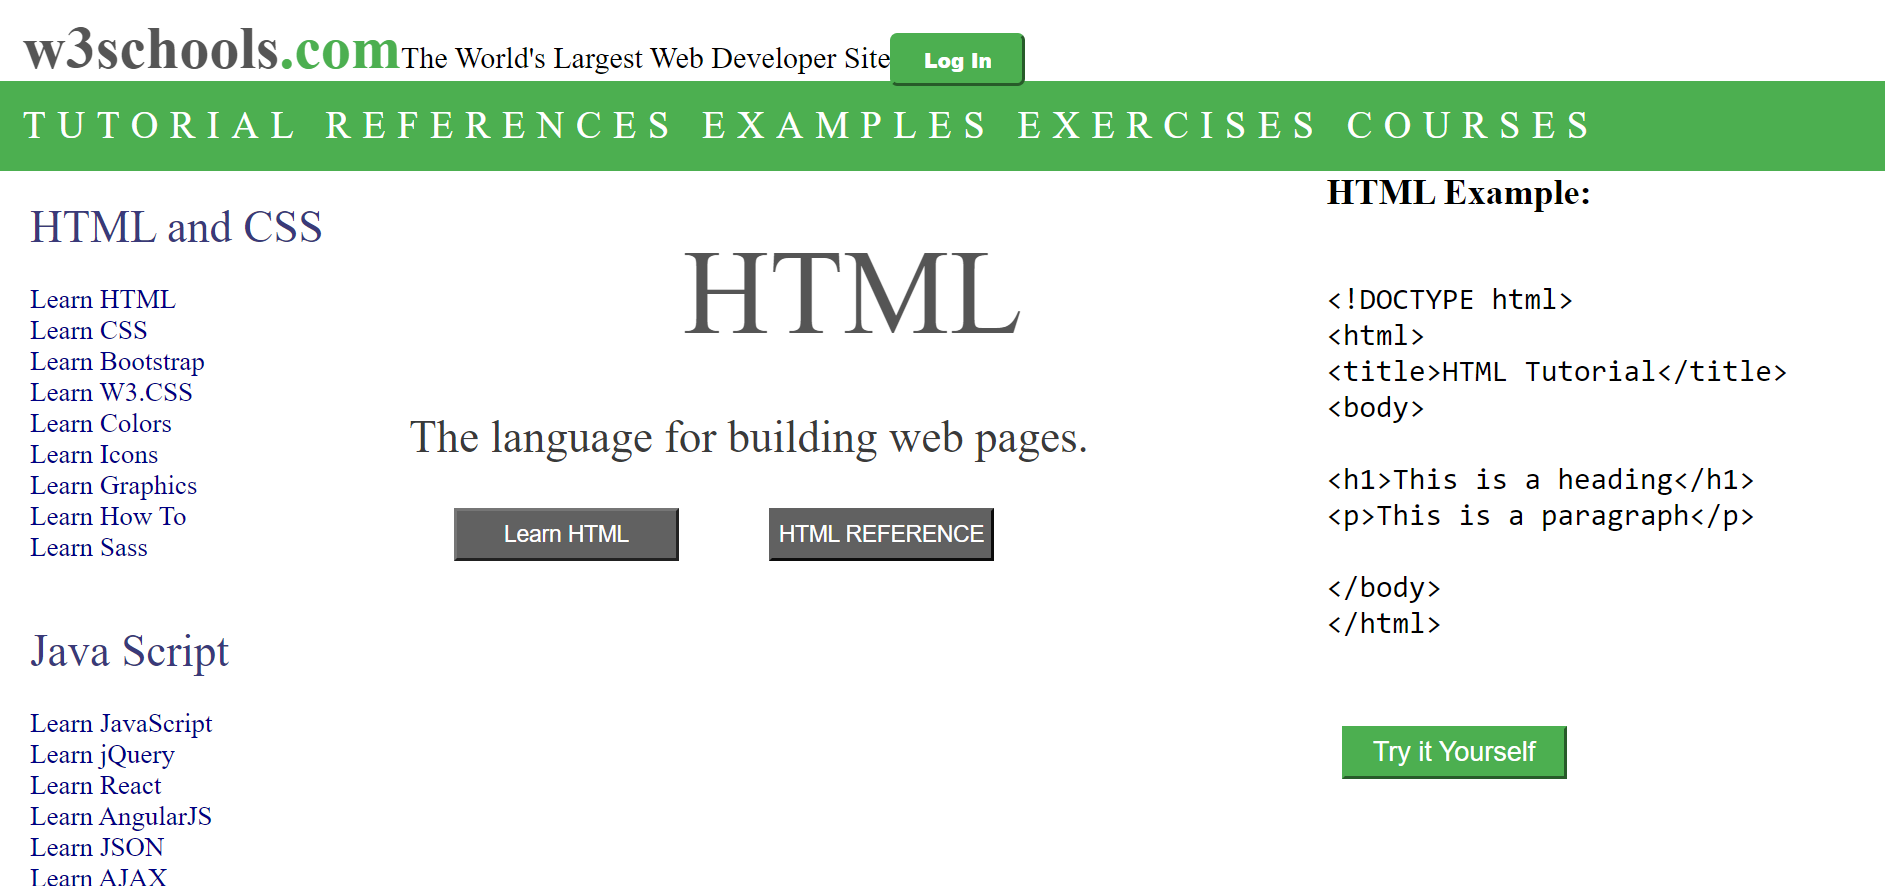 w3schools.comThe World's Largest Web Developer Site Log In
TUTORIAL REFERENCES EXAMPLES EXERCISES COURSES
HTML and CSS
Learn HTML
Learn CSS
Learn Bootstrap
Learn W3.CSS
Learn Colors
Learn Icons
Learn Graphics
Learn How To
Learn Sass
Java Script
Learn JavaScript
Learn jQuery
Learn React
Learn AngularJS
Learn JSON
Learn AJAX
HTML
The language for building web pages.
Learn HTML HTML REFERENCE
HTML Example:
<!DOCTYPE html>
<html>
<title>HTML Tutorial</title>
<body>
<h1>This is a heading</h1>
<p>This is a paragraph</p>
</body>
</html>
Try it Yourself